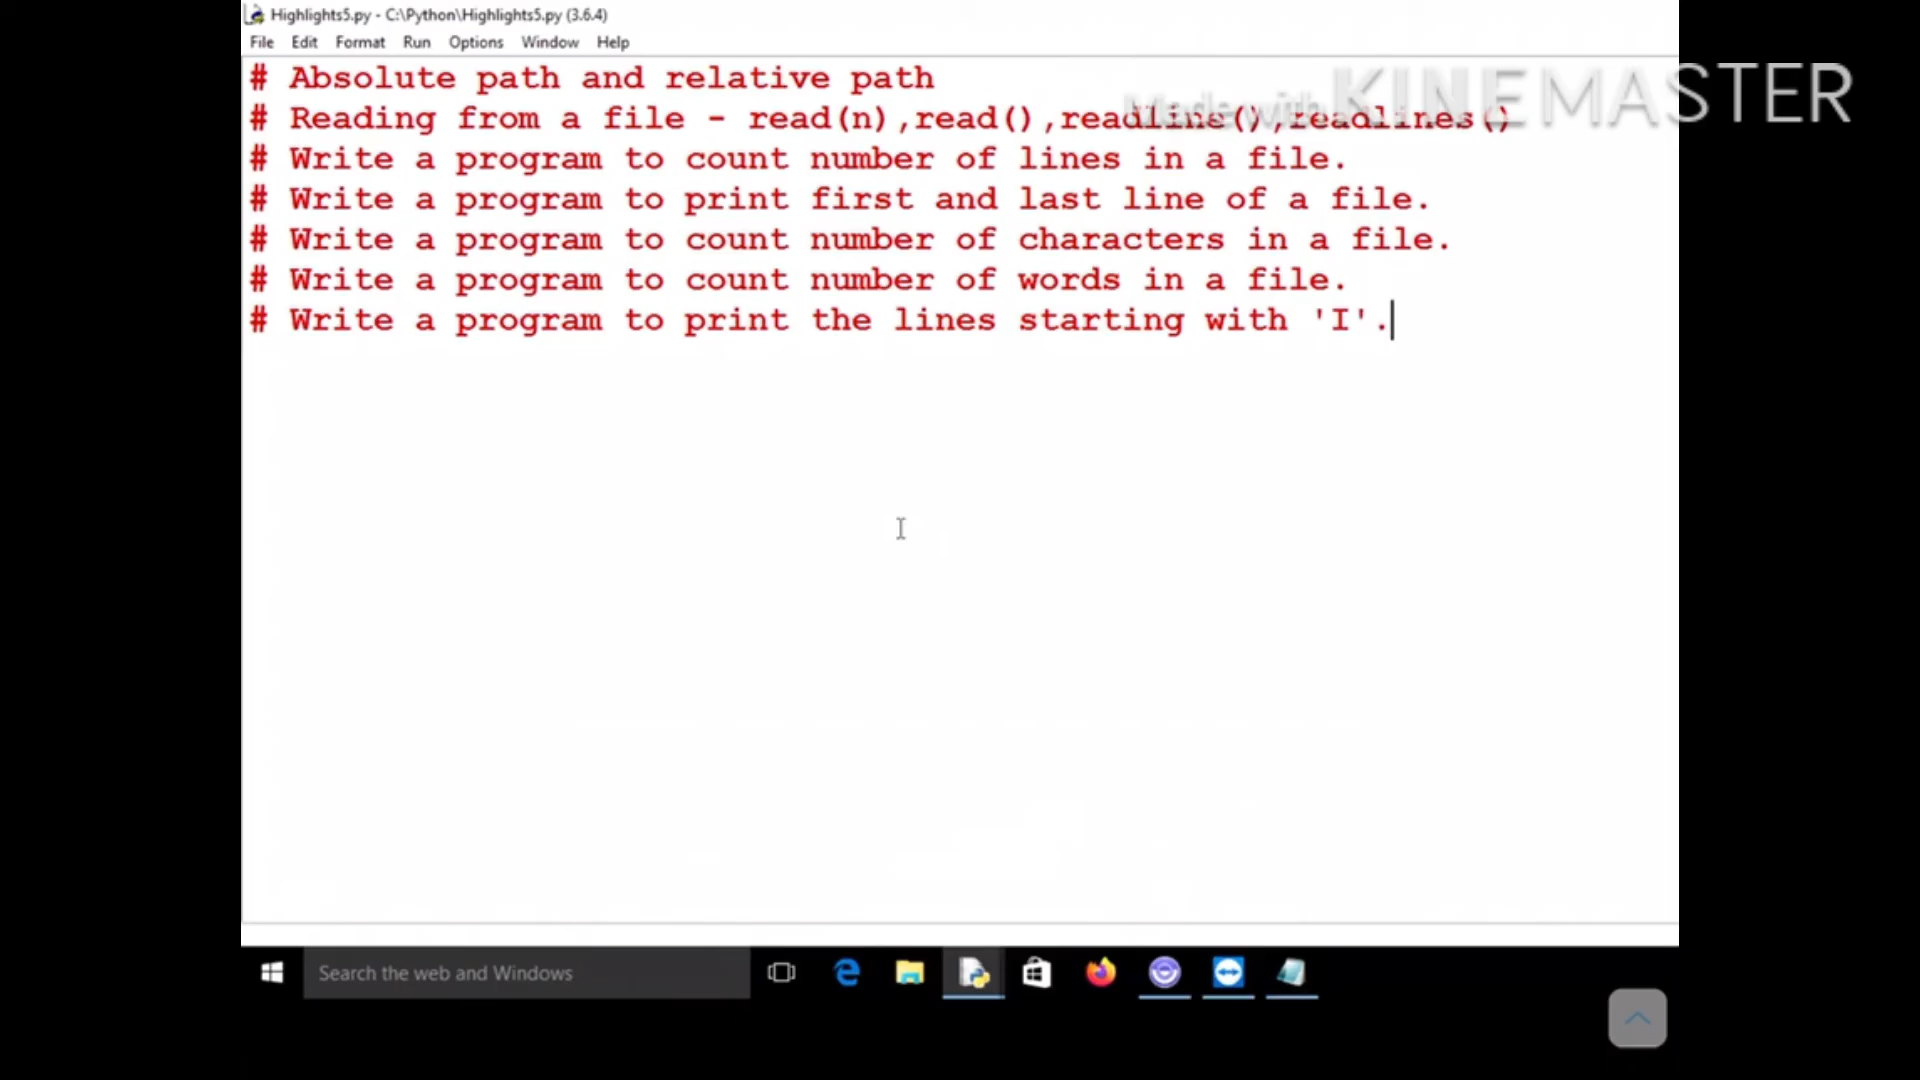 Highlights5.py - C:\Python\Highlights5.py (3.6.4)
File Edit Format Run Options Window Help
# Absolute path and relative path
# Reading from a file - read(n),read(),readline(),readlines()
Made with KINEMASTER
# Write a program to count number of lines in a file.
# Write a program to print first and last line of a file.
# Write a program to count number of characters in a file.
# Write a program to count number of words in a file.
# Write a program to print the lines starting with 'I'.
Search the web and Windows